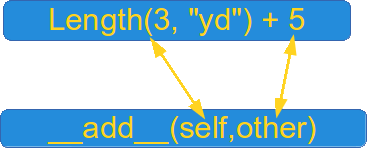 Length(3, "yd") + 5
__add__(self,other)